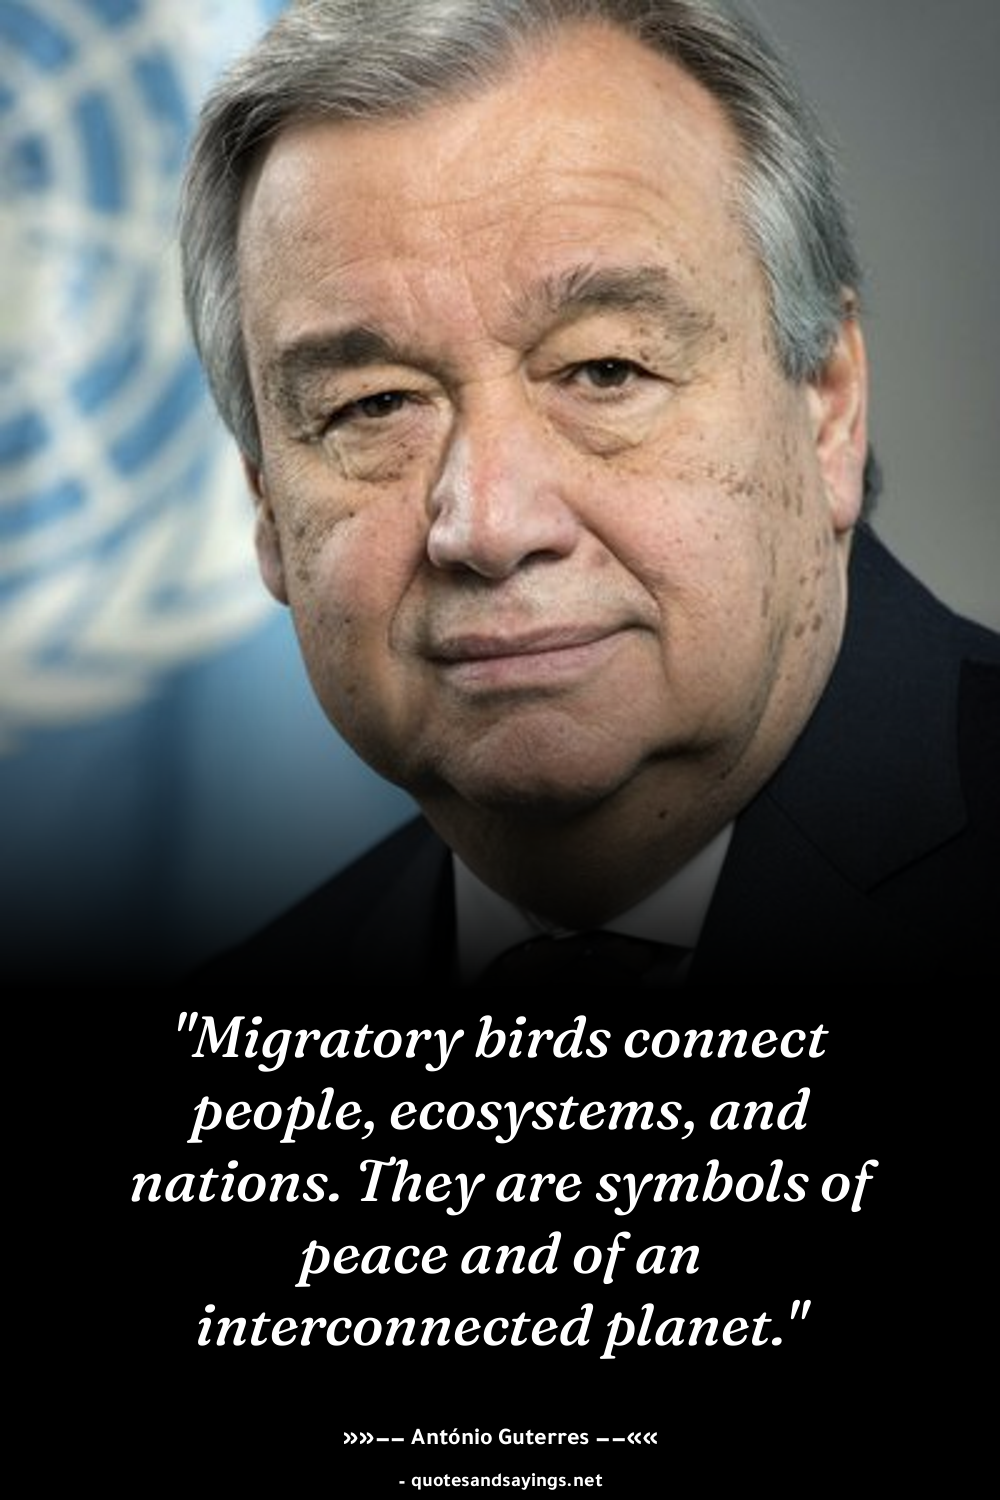 "Migratory birds connect
people, ecosystems, and
nations. They are symbols of
peace and of an
interconnected planet."
»»–– António Guterres ––««
- quotesandsayings.net